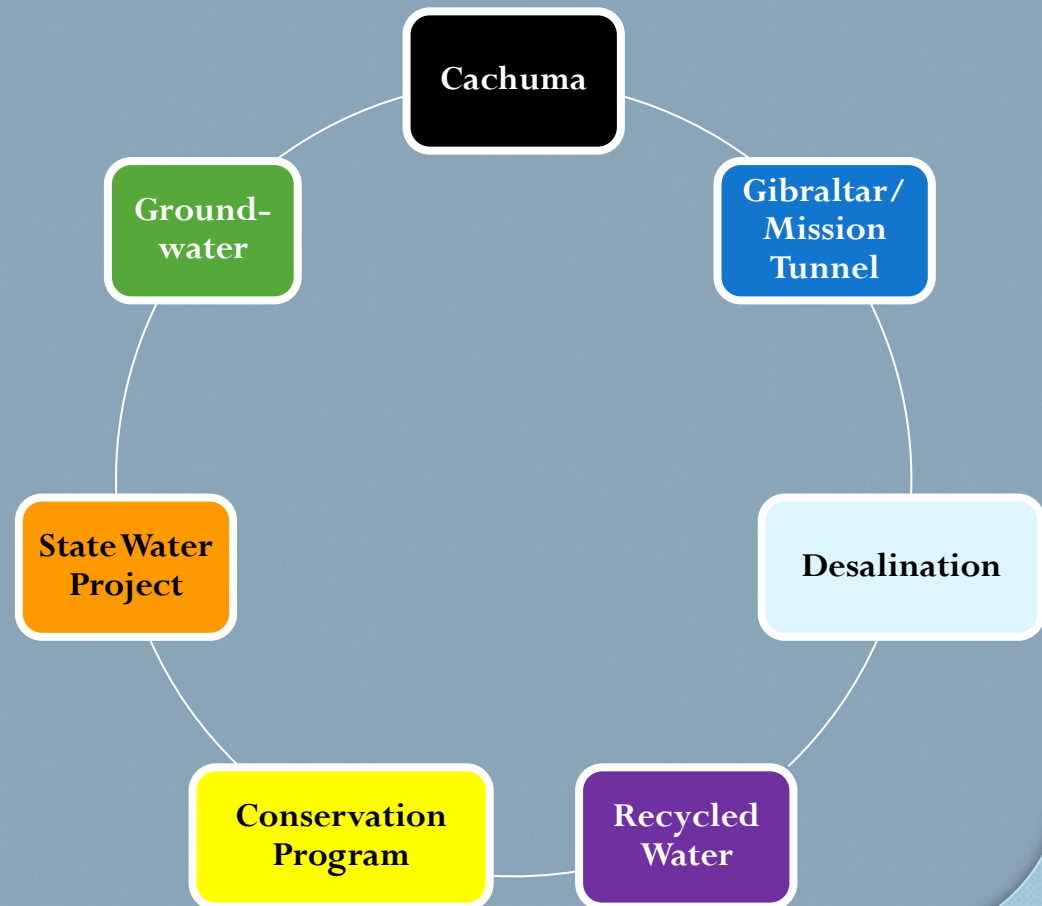 Cachuma
Gibraltar/
Mission
Tunnel
Desalination
Recycled
Water
Conservation
Program
State Water
Project
Ground-
water